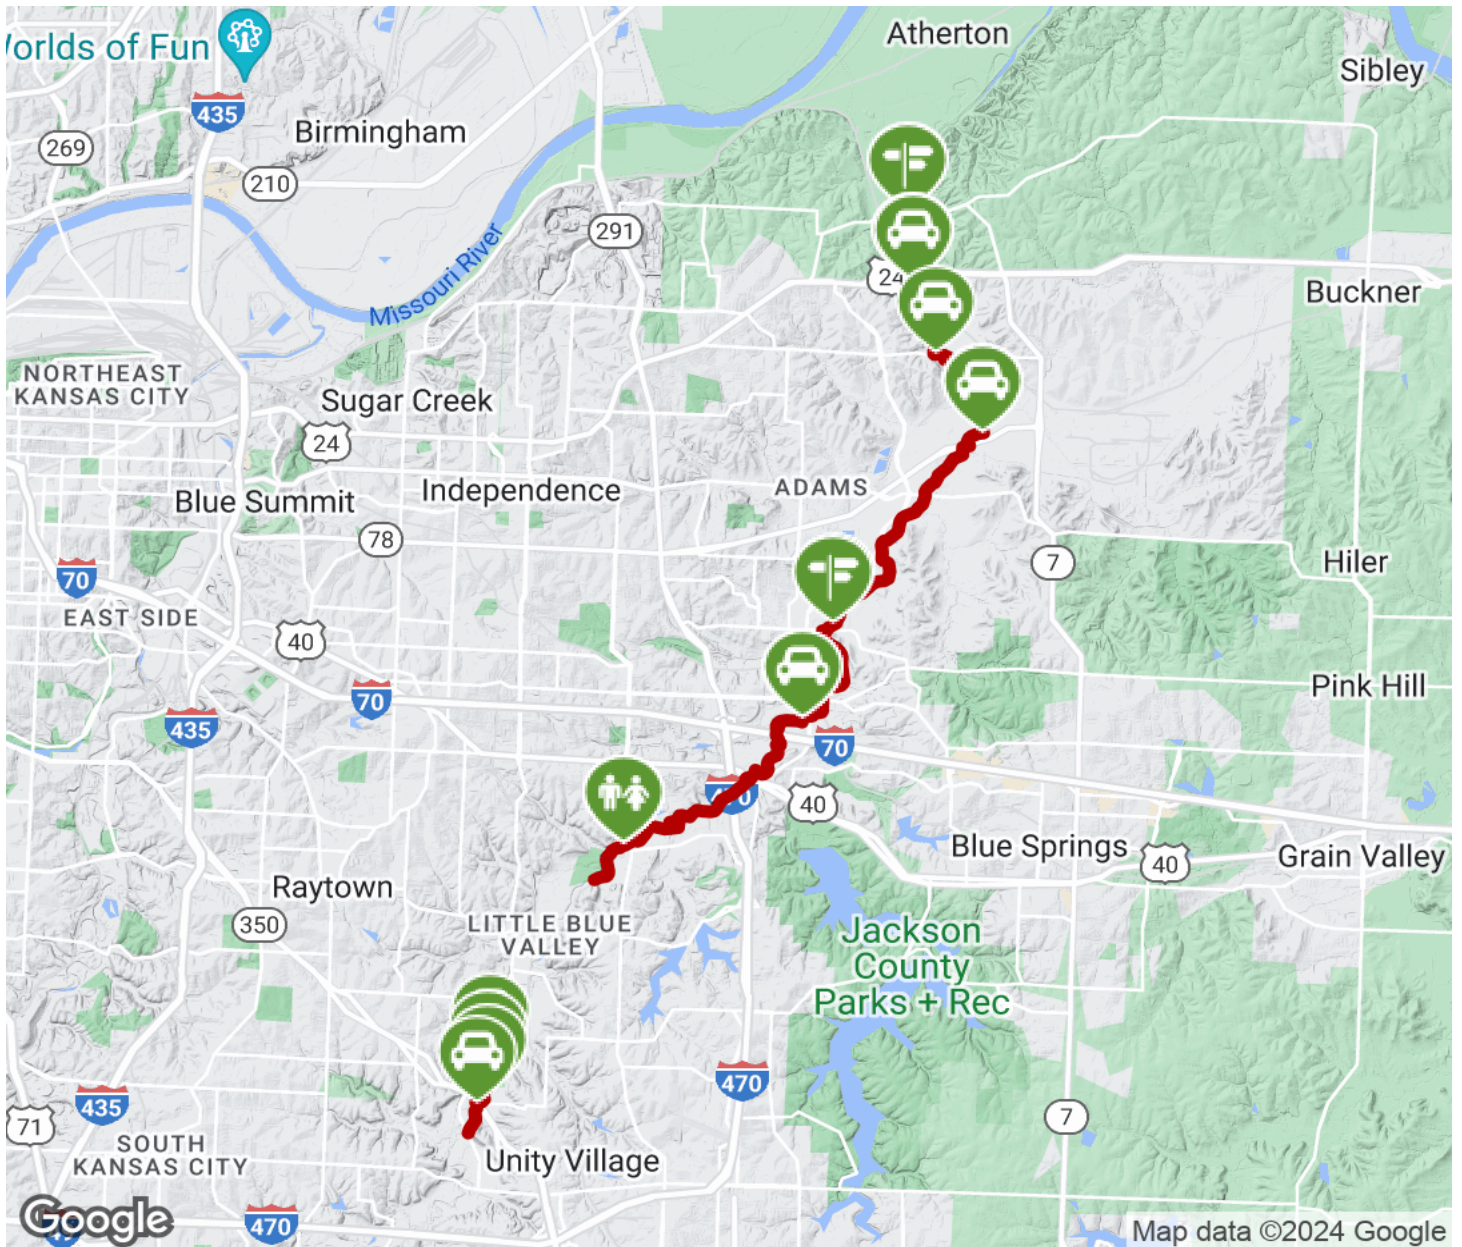 Atherton
Worlds of Fun
Sibley
435
Birmingham
269
210
291
Missouri River
24
Buckner
NORTHEAST
KANSAS CITY
Sugar Creek
24
ADAMS
Independence
Blue Summit
78
7
Hiler
70
EAST SIDE
40
Pink Hill
70
435
70
470
40
Blue Springs
40
Grain Valley
Raytown
350
LITTLE BLUE
VALLEY
Jackson
County
Parks + Rec
470
435
7
71
SOUTH
KANSAS CITY
Unity Village
Google
470
Map data ©2024 Google